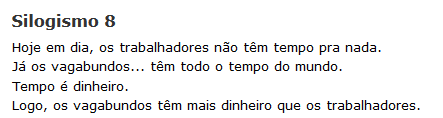 Silogismo 8
Hoje em dia, os trabalhadores não têm tempo pra nada.
Já os vagabundos... têm todo o tempo do mundo.
Tempo é dinheiro.
Logo, os vagabundos têm mais dinheiro que os trabalhadores.